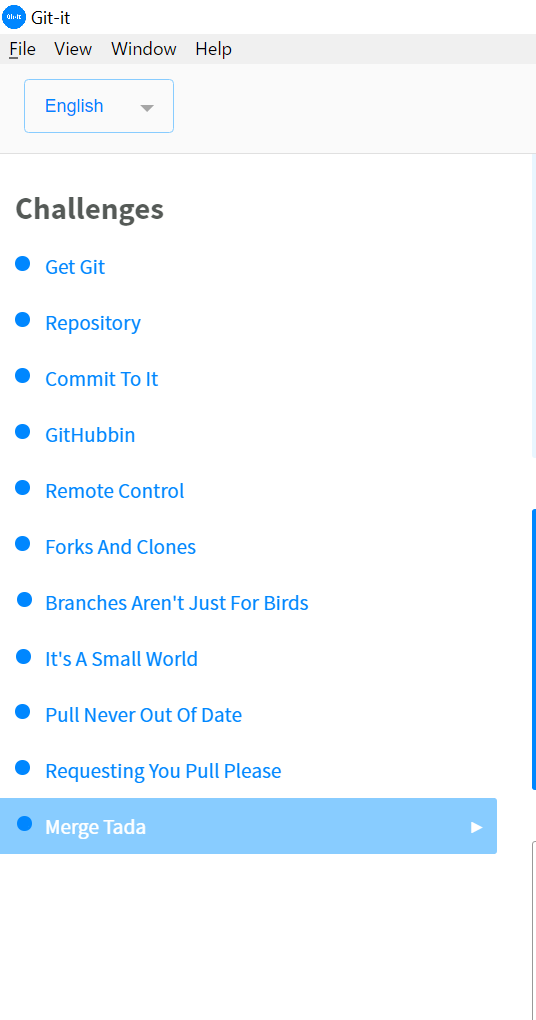 Git-it
Git-it
File View Window Help
English
Challenges
Get Git
Repository
Commit To It
GitHubbin
Remote Control
Forks And Clones
Branches Aren't Just For Birds
It's A Small World
Pull Never Out Of Date
Requesting You Pull Please
Merge Tada